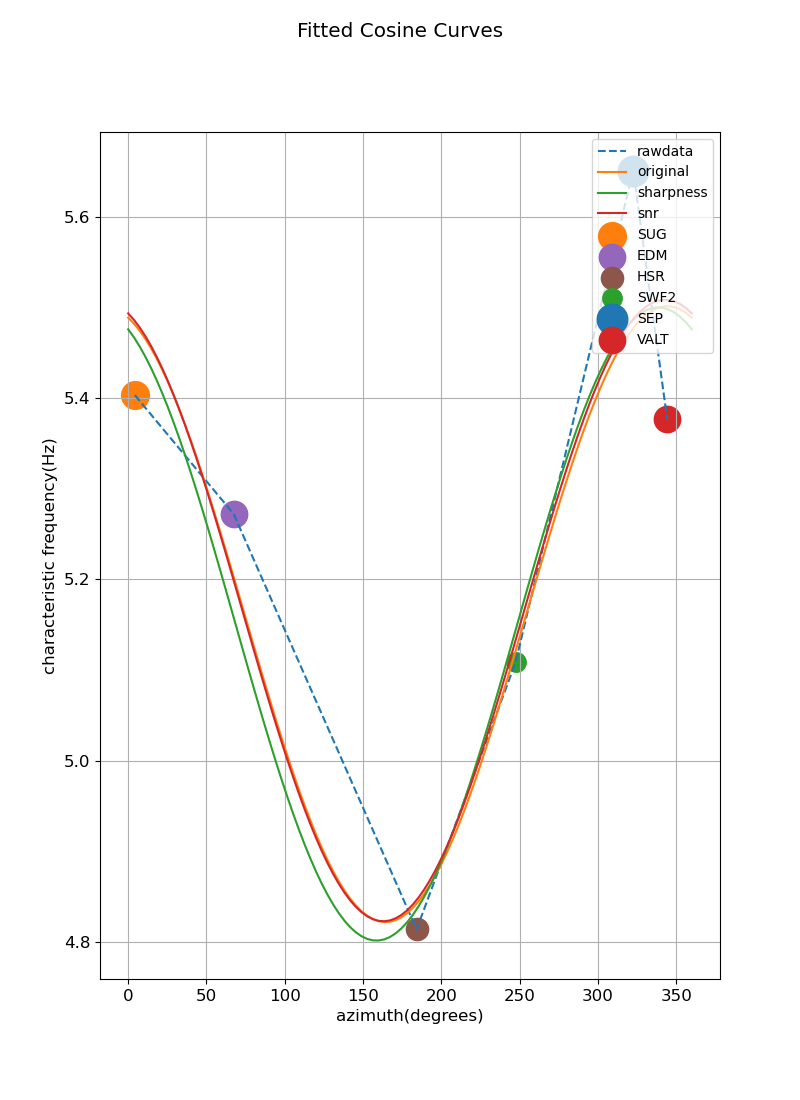 Fitted Cosine Curves
rawdata
original
sharpness
snr
SUG
EDM
HSR
SWF2
SEP
VALT
5.6
5.4
5.2
5.0
4.8
characteristic frequency(Hz)
0 50 100 150 200 250 300 350
azimuth(degrees)